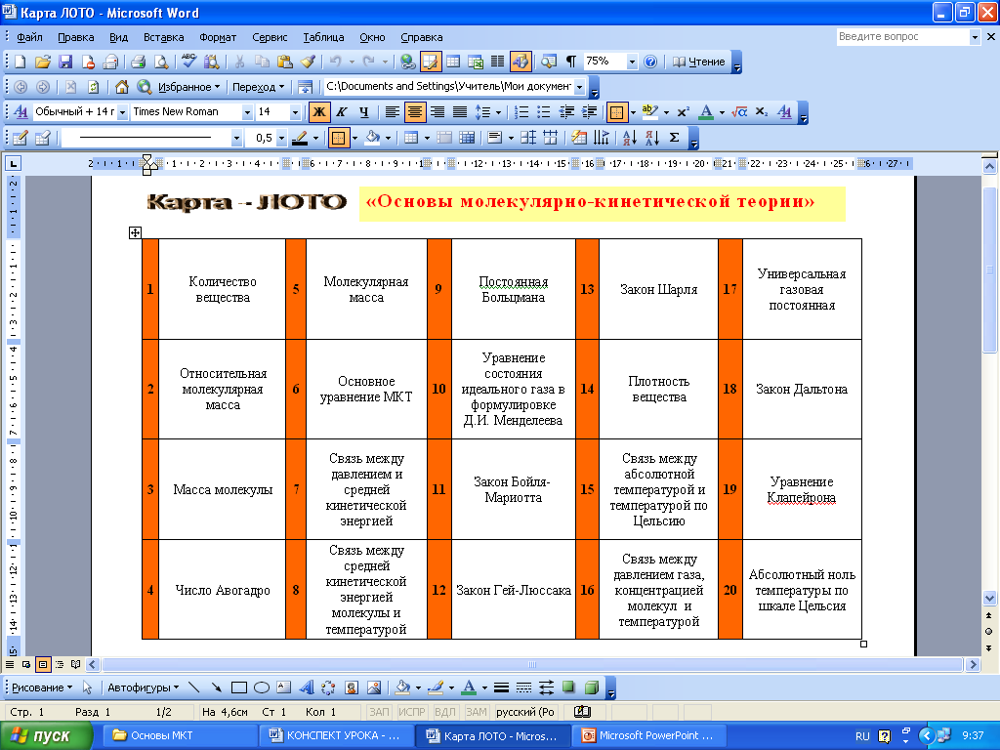 Карта ЛОТО - Microsoft Word
Файл Правка Вид Вставка Формат Сервис Таблица Окно Справка
Введите вопрос
75%
Чтение
Избранное Переход C:\Documents and Settings\Учитель\Мои докумен
Обычный + 14 г Times New Roman 14 Ж К Ч
0,5
Карта - ЛОТО «Основы молекулярно-кинетической теории»
1
Количество
вещества
5
Молекулярная
масса
9
Постоянная
Больцмана
13
Закон Шарля
17
Универсальная
газовая
постоянная
2
Относительная
молекулярная
масса
6
Основное
уравнение МКТ
10
Уравнение
состояния
идеального газа в
формулировке
Д.И. Менделеева
14
Плотность
вещества
18
Закон Дальтона
3
Масса молекулы
7
Связь между
давлением и
средней
кинетической
энергией
11
Закон Бойля-
Мариотта
15
Связь между
абсолютной
температурой и
температурой по
Цельсию
19
Уравнение
Клапейрона
4
Число Авогадро
8
Связь между
средней
кинетической
энергией
молекулы и
температурой
12
Закон Гей-Люссака
16
Связь между
давлением газа,
концентрацией
молекул и
температурой
20
Абсолютный ноль
температуры по
шкале Цельсия
Рисование Автофигуры
Стр. 1 Разд 1 1/2 На 4,6см Ст 1 Кол 1 ЗАП ИСПР ВДЛ ЗАМ русский (Ро
пуск Основы МКТ КОНСПЕКТ УРОКА - ... Карта ЛОТО - Micros... Microsoft PowerPoint ... RU 9:37